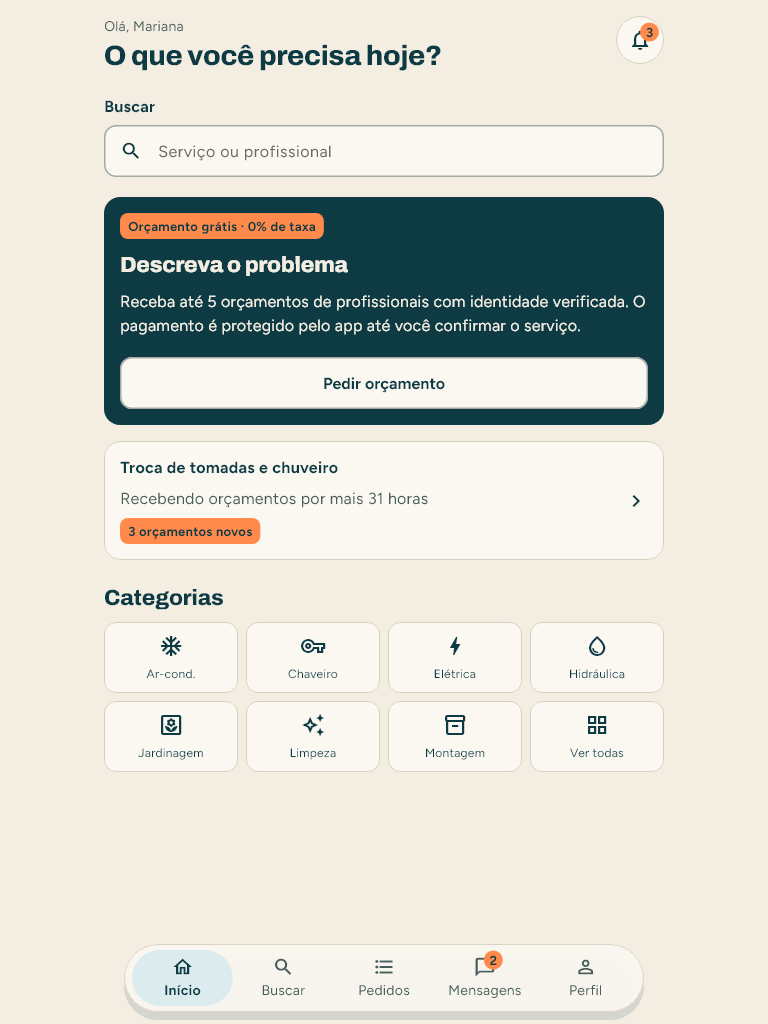 Olá, Mariana
O que você precisa hoje?
3
Buscar
Serviço ou profissional
Orçamento grátis · 0% de taxa
Descreva o problema
Receba até 5 orçamentos de profissionais com identidade verificada. O
pagamento é protegido pelo app até você confirmar o serviço.
Pedir orçamento
Troca de tomadas e chuveiro
Recebendo orçamentos por mais 31 horas
3 orçamentos novos
Categorias
Ar-cond.
Chaveiro
Elétrica
Hidráulica
Jardinagem
Limpeza
Montagem
Ver todas
2
Início
Buscar
Pedidos
Mensagens
Perfil